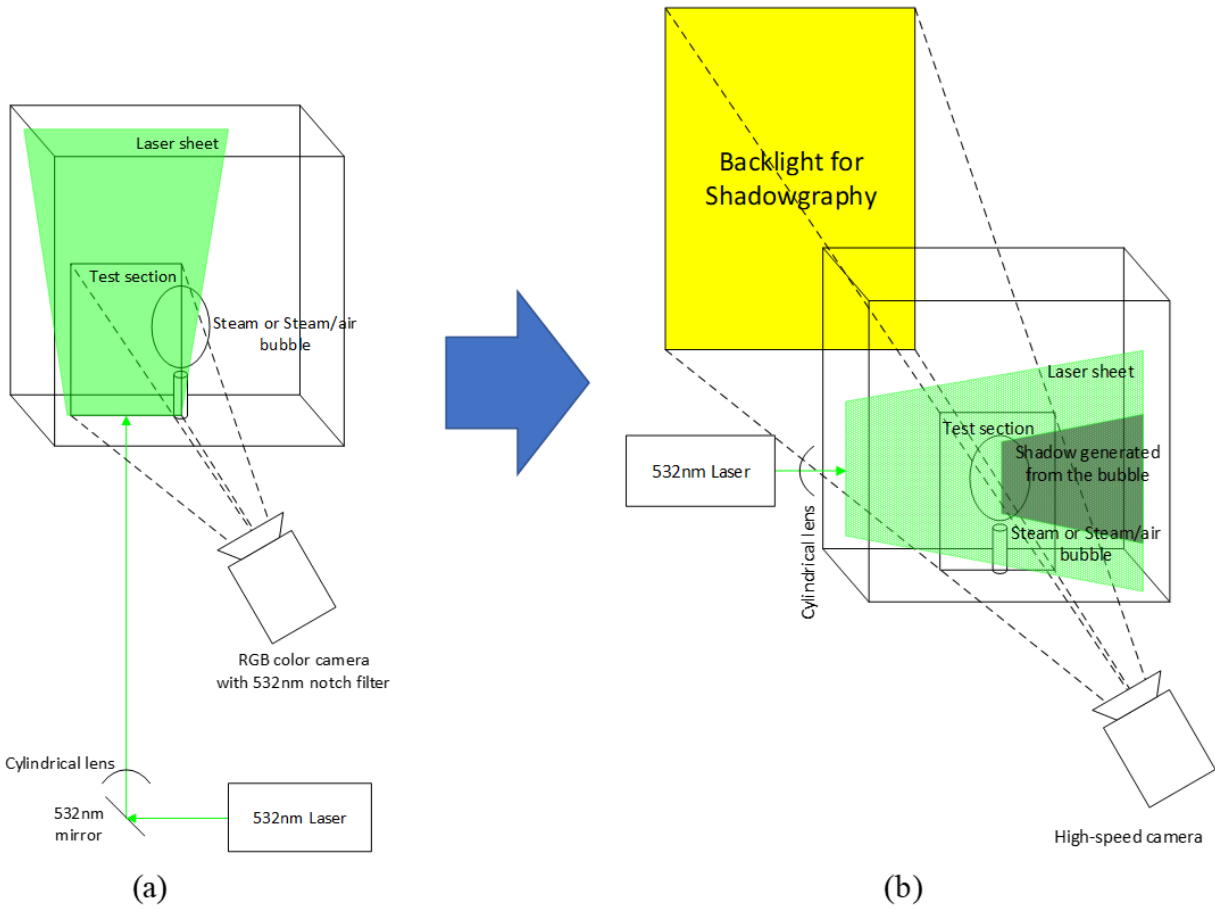 Laser sheet
Test section
Steam or Steam/air
bubble
RGB color camera
with 532nm notch filter
Cylindrical lens
532nm
mirror
532nm Laser
(a)
Backlight for
Shadowgraphy
Laser sheet
Test section
Shadow generated
from the bubble
532nm Laser
Cylindrical lens
Steam or Steam/air
bubble
High-speed camera
(b)